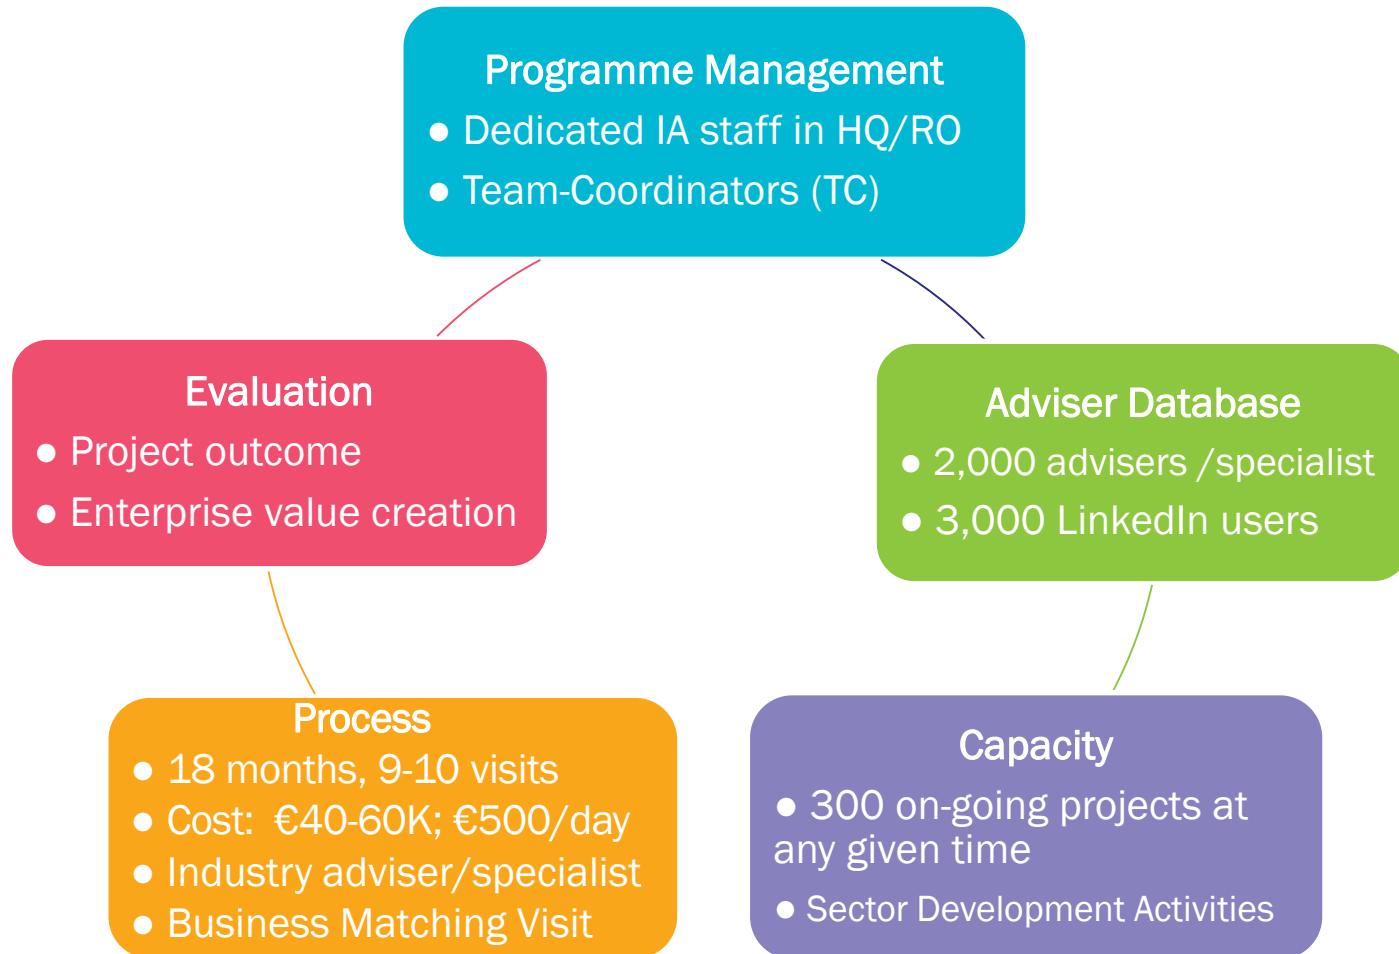 Programme Management
● Dedicated IA staff in HQ/RO
● Team-Coordinators (TC)
Evaluation
● Project outcome
● Enterprise value creation
Adviser Database
● 2,000 advisers /specialist
● 3,000 LinkedIn users
Process
● 18 months, 9-10 visits
● Cost:  €40-60K; €500/day
● Industry adviser/specialist
● Business Matching Visit
Capacity
● 300 on-going projects at
any given time
● Sector Development Activities